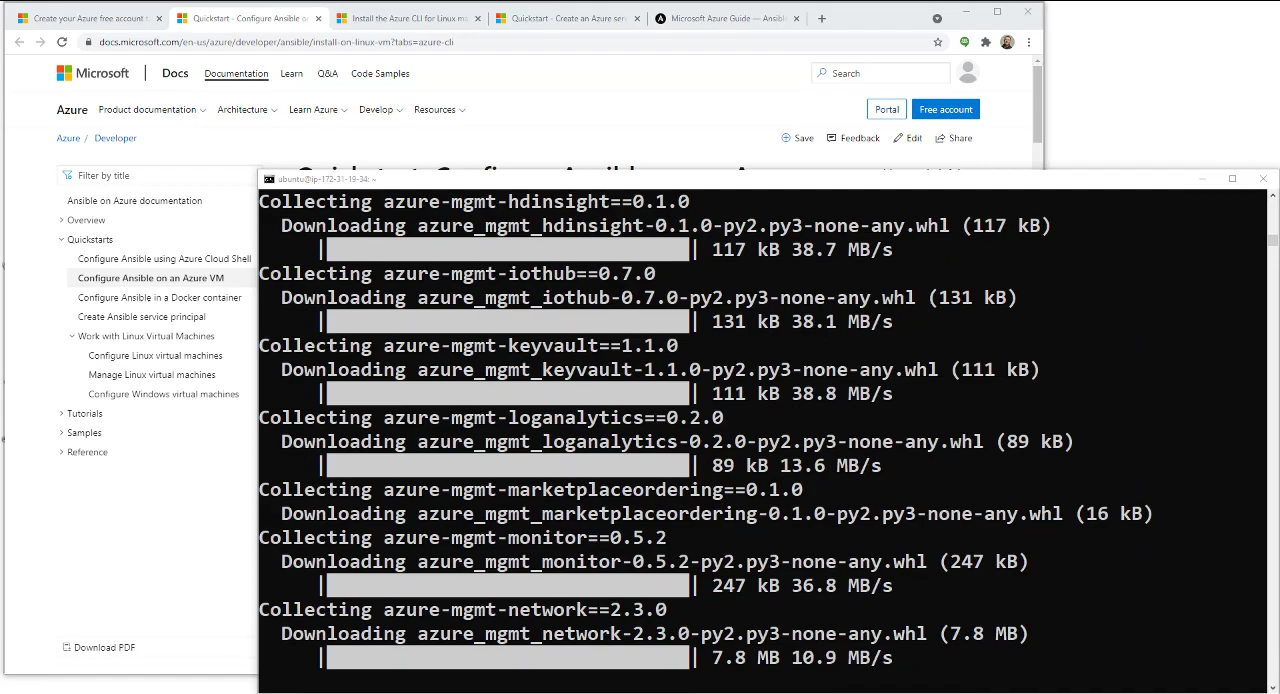 Create your Azure free account t
Quickstart - Configure Ansible o
Install the Azure CLI for Linux m
Quickstart - Create an Azure serv
Microsoft Azure Guide — Ansibl
docs.microsoft.com/en-us/azure/developer/ansible/install-on-linux-vm?tabs=azure-cli
Microsoft
Docs
Documentation
Learn
Q&A
Code Samples
Search
Azure
Product documentation
Architecture
Learn Azure
Develop
Resources
Portal
Free account
Azure / Developer
Save
Feedback
Edit
Share
Filter by title
Ansible on Azure documentation
Overview
Quickstarts
Configure Ansible using Azure Cloud Shell
Configure Ansible on an Azure VM
Configure Ansible in a Docker container
Create Ansible service principal
Work with Linux Virtual Machines
Configure Linux virtual machines
Manage Linux virtual machines
Configure Windows virtual machines
Tutorials
Samples
Reference
Download PDF
ubuntu@ip-172-31-19-34: ~
Collecting azure-mgmt-hdinsight==0.1.0
Downloading azure_mgmt_hdinsight-0.1.0-py2.py3-none-any.whl (117 kB)
| | 117 kB 38.7 MB/s
Collecting azure-mgmt-iothub==0.7.0
Downloading azure_mgmt_iothub-0.7.0-py2.py3-none-any.whl (131 kB)
| | 131 kB 38.1 MB/s
Collecting azure-mgmt-keyvault==1.1.0
Downloading azure_mgmt_keyvault-1.1.0-py2.py3-none-any.whl (111 kB)
| | 111 kB 38.8 MB/s
Collecting azure-mgmt-loganalytics==0.2.0
Downloading azure_mgmt_loganalytics-0.2.0-py2.py3-none-any.whl (89 kB)
| | 89 kB 13.6 MB/s
Collecting azure-mgmt-marketplaceordering==0.1.0
Downloading azure_mgmt_marketplaceordering-0.1.0-py2.py3-none-any.whl (16 kB)
Collecting azure-mgmt-monitor==0.5.2
Downloading azure_mgmt_monitor-0.5.2-py2.py3-none-any.whl (247 kB)
| | 247 kB 36.8 MB/s
Collecting azure-mgmt-network==2.3.0
Downloading azure_mgmt_network-2.3.0-py2.py3-none-any.whl (7.8 MB)
| | 7.8 MB 10.9 MB/s